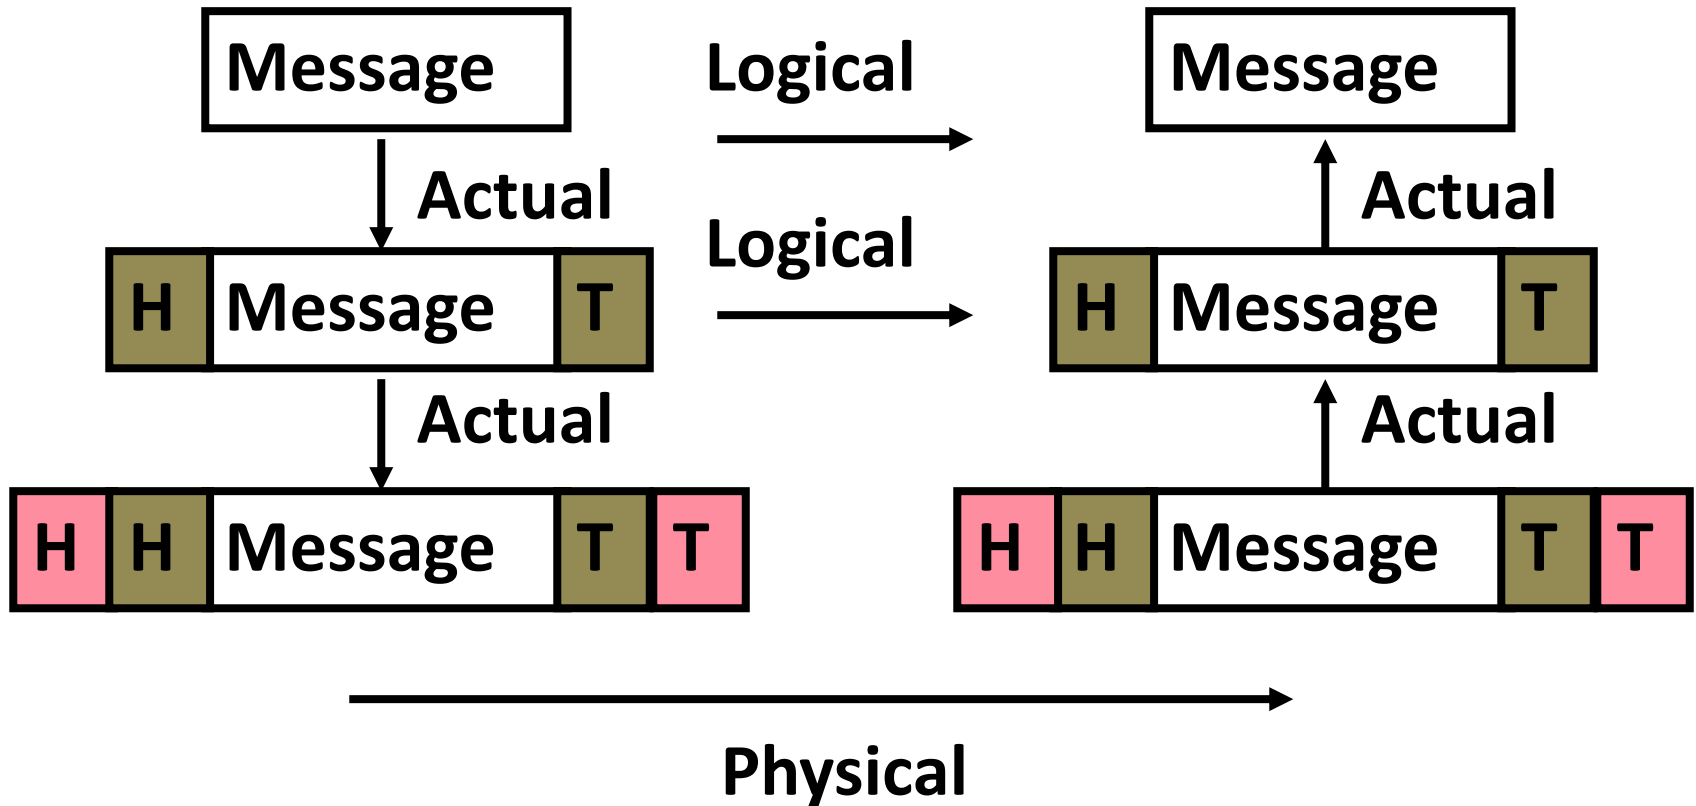 Message Logical Message
Actual Actual
Logical
H Message T H Message T
Actual Actual
H H Message T T H H Message T T
Physical